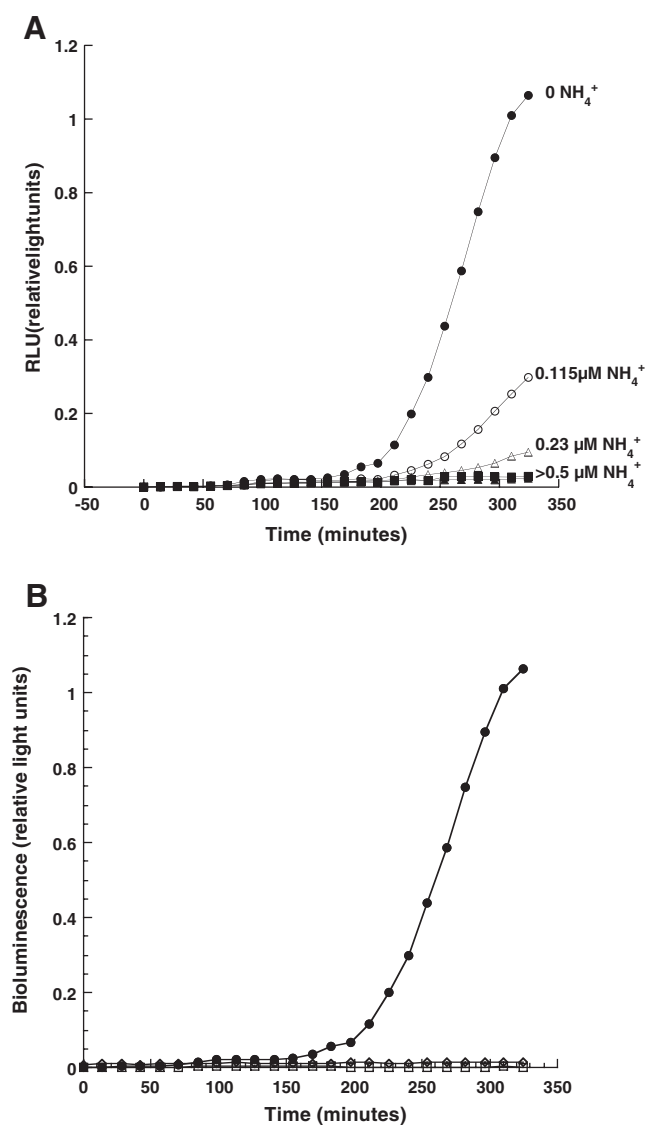 A
1.2
1
0.8
0.6
0.4
0.2
0
RLU(relativelightunits)
0 NH4+
0.115µM NH4+
0.23 µM NH4+
>0.5 µM NH4+
-50 0 50 100 150 200 250 300 350
Time (minutes)
B
1.2
1
0.8
0.6
0.4
0.2
0
Bioluminescence (relative light units)
0 50 100 150 200 250 300 350
Time (minutes)